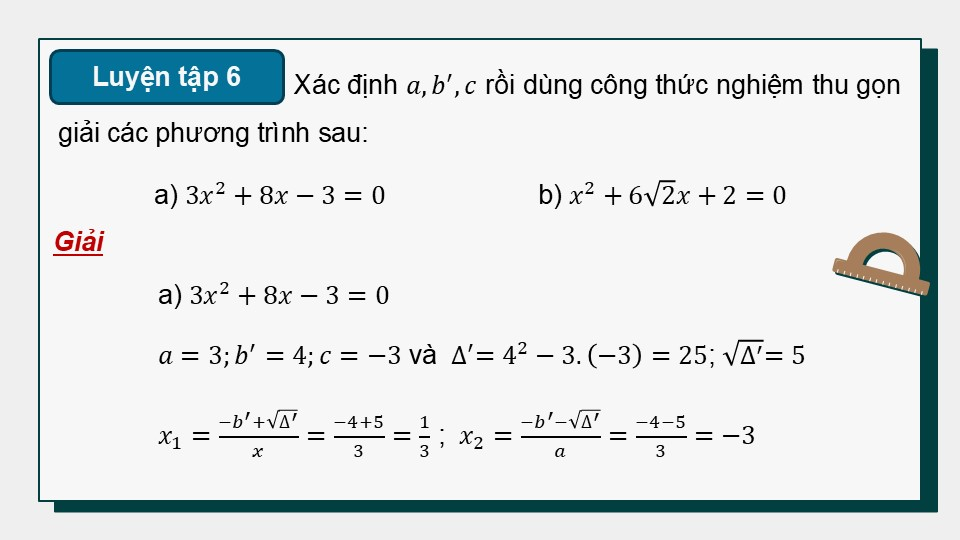 Luyện tập 6 Xác định 𝑎, 𝑏′, 𝑐 rồi dùng công thức nghiệm thu gọn
giải các phương trình sau:
a) 3𝑥² + 8𝑥 − 3 = 0 b) 𝑥² + 6√2𝑥 + 2 = 0
Giải
a) 3𝑥² + 8𝑥 − 3 = 0
𝑎 = 3; 𝑏′ = 4; 𝑐 = −3 và Δ′ = 4² − 3.(−3) = 25; √Δ′ = 5
𝑥₁ = (−𝑏′+√Δ′)/𝑥 = (−4+5)/3 = 1/3 ; 𝑥₂ = (−𝑏′−√Δ′)/𝑎 = (−4−5)/3 = −3